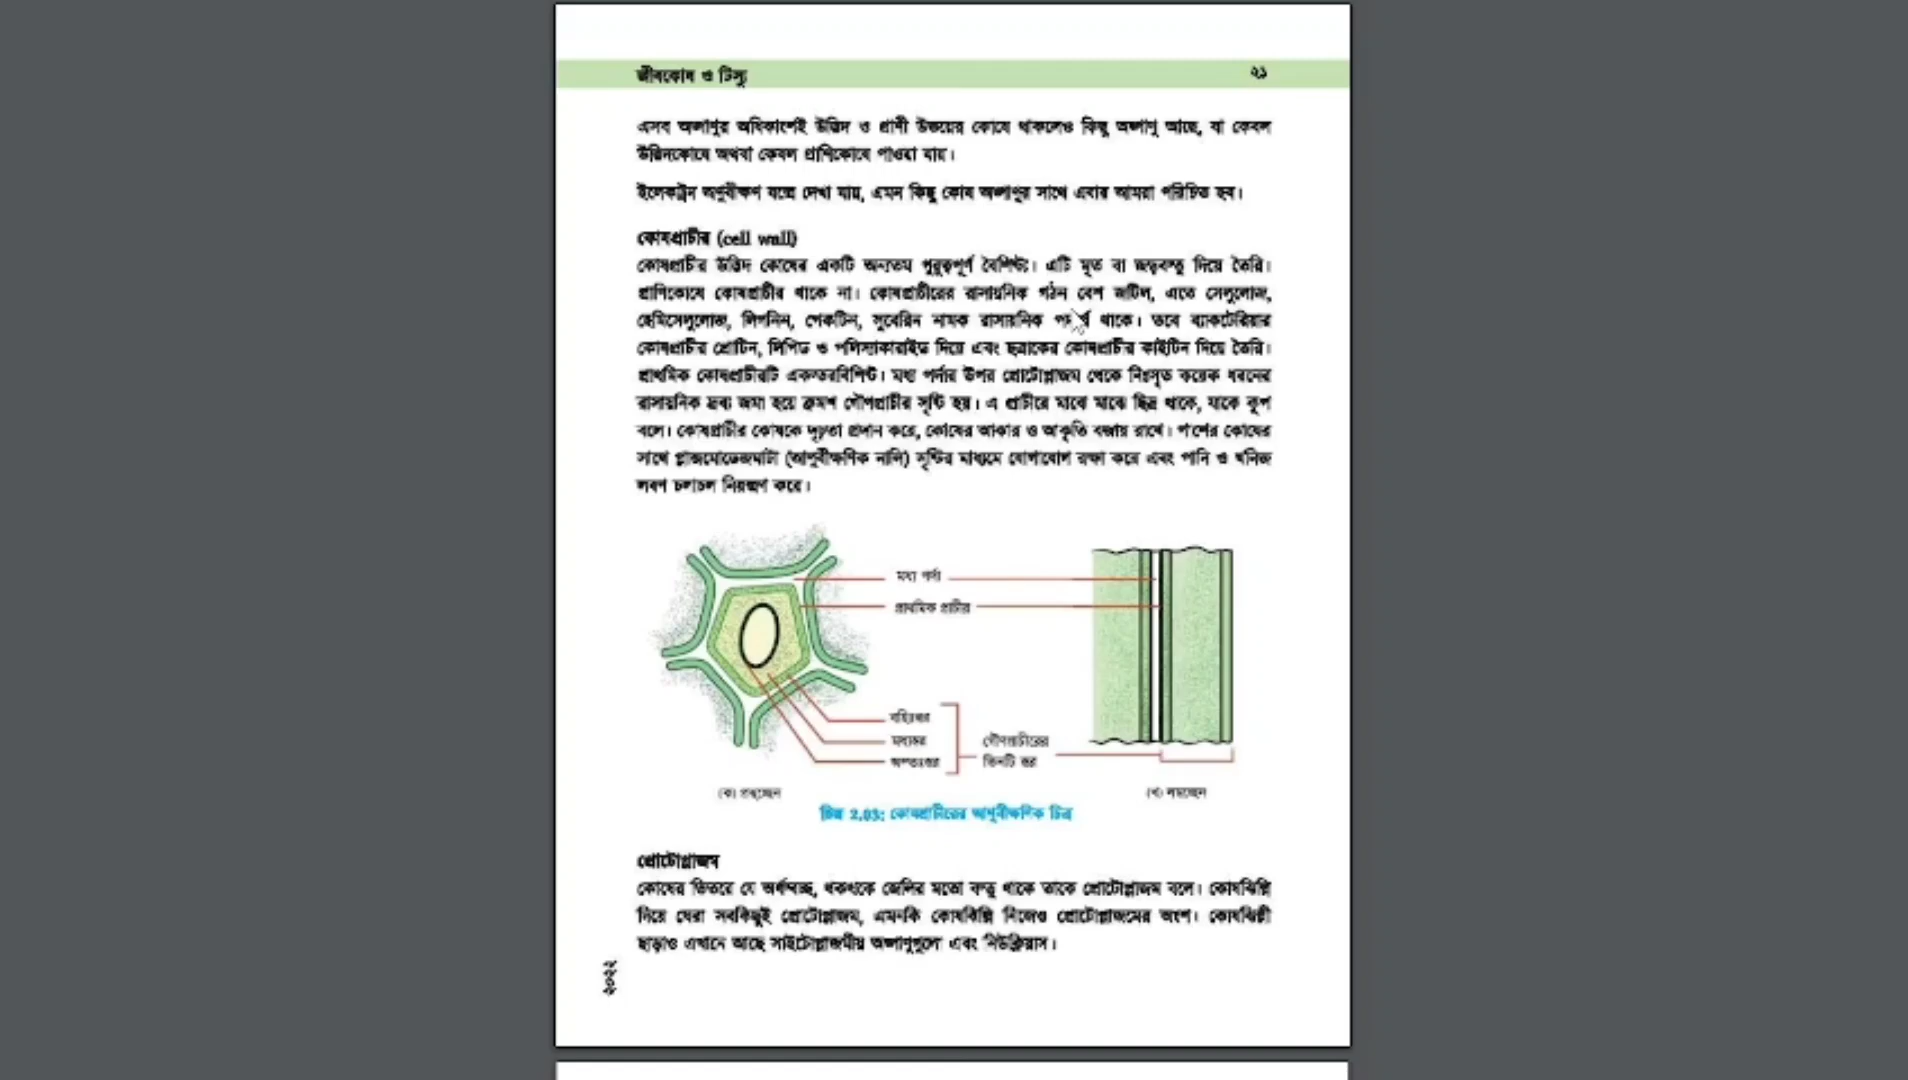 জীবকোষ ও টিস্যু
২১
এসব অঙ্গাণুর অধিকাংশই উদ্ভিদ ও প্রাণী উভয়ের কোষে থাকলেও কিছু অঙ্গাণু আছে, যা কেবল
উদ্ভিদকোষে অথবা কেবল প্রাণিকোষে পাওয়া যায়।
ইলেকট্রন অণুবীক্ষণ যন্ত্রে দেখা যায়, এমন কিছু কোষ অঙ্গাণুর সাথে এবার আমরা পরিচিত হব।
কোষপ্রাচীর (cell wall)
কোষপ্রাচীর উদ্ভিদ কোষের একটি অনন্যতম গুরুত্বপূর্ণ বৈশিষ্ট্য। এটি মৃত বা জড়বস্তু দিয়ে তৈরি।
প্রাণিকোষে কোষপ্রাচীর থাকে না। কোষপ্রাচীরের রাসায়নিক গঠন বেশ জটিল, এতে সেলুলোজ,
হেমিসেলুলোজ, লিগনিন, পেকটিন, সুবেরিন নামক রাসায়নিক পদার্থ থাকে। তবে ব্যাকটেরিয়ার
কোষপ্রাচীর প্রোটিন, লিপিড ও পলিস্যাকারাইড দিয়ে এবং ছত্রাকের কোষপ্রাচীর কাইটিন দিয়ে তৈরি।
প্রাথমিক কোষপ্রাচীরটি একস্তরবিশিষ্ট। মধ্য পর্দার উপর প্রোটোপ্লাজম থেকে নিঃসৃত কয়েক ধরনের
রাসায়নিক দ্রব্য জমা হয়ে ক্রমশ গৌণপ্রাচীর সৃষ্টি হয়। এ প্রাচীরে মাঝে মাঝে ছিদ্র থাকে, যাকে কূপ
বলে। কোষপ্রাচীর কোষকে দৃঢ়তা প্রদান করে, কোষের আকার ও আকৃতি বজায় রাখে। পাশের কোষের
সাথে প্লাজমোডেজমাটা (আণুবীক্ষণিক নালি) সৃষ্টির মাধ্যমে যোগাযোগ রক্ষা করে এবং পানি ও খনিজ
লবণ চলাচল নিয়ন্ত্রণ করে।
মধ্য পর্দা
প্রাথমিক প্রাচীর
বহিঃস্তর
মধ্যস্তর
অন্তঃস্তর
গৌণপ্রাচীরের
তিনটি স্তর
(ক) প্রস্থচ্ছেদ
(খ) লম্বচ্ছেদ
চিত্র 2.03: কোষপ্রাচীরের আণুবীক্ষণিক চিত্র
প্রোটোপ্লাজম
কোষের ভিতরে যে অর্ধস্বচ্ছ, থকথকে জেলির মতো বস্তু থাকে তাকে প্রোটোপ্লাজম বলে। কোষঝিল্লি
দিয়ে ঘেরা সবকিছুই প্রোটোপ্লাজম, এমনকি কোষঝিল্লি নিজেও প্রোটোপ্লাজমের অংশ। কোষঝিল্লী
ছাড়াও এখানে আছে সাইটোপ্লাজমীয় অঙ্গাণুগুলো এবং নিউক্লিয়াস।
২০২২